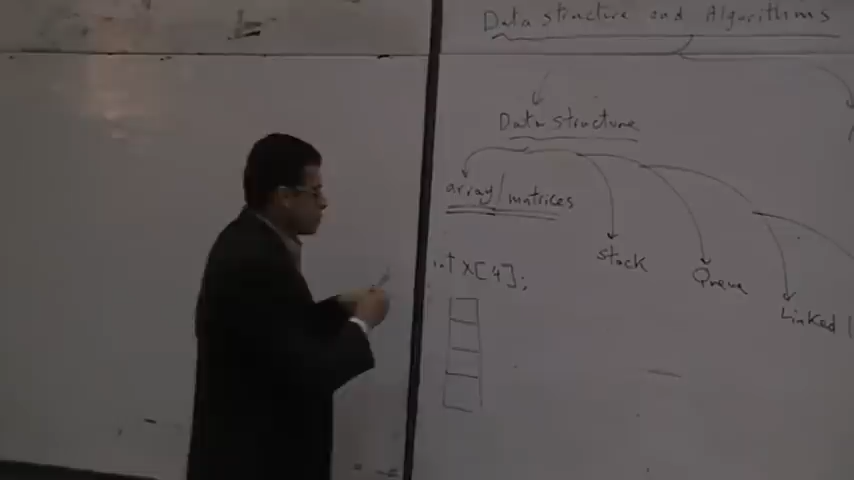 Data structure and Algorithms
Data structure
array/matrices
stack
Queue
Linked
int x[4];